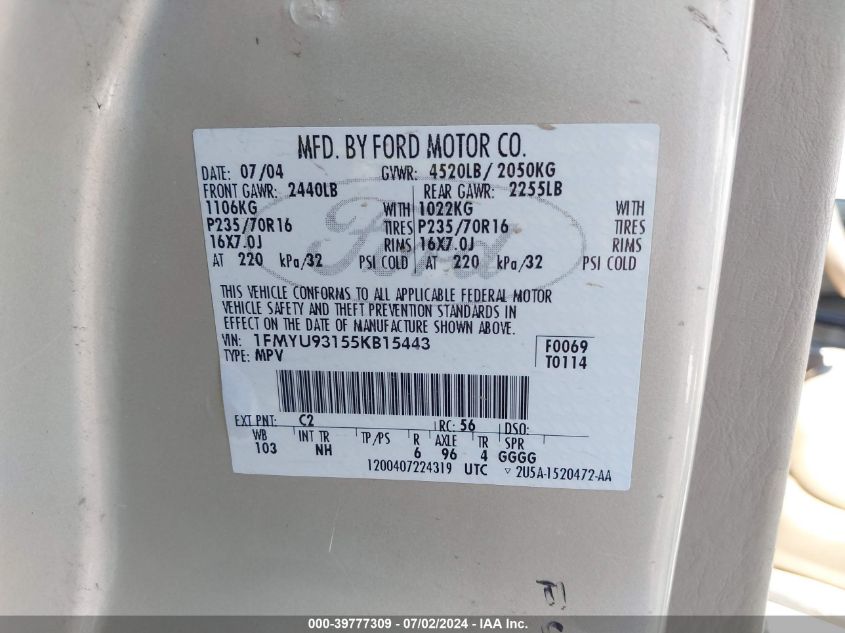 MFD. BY FORD MOTOR CO.
DATE: 07/04 GVWR: 4520LB/ 2050KG
FRONT GAWR: 2440LB REAR GAWR: 2255LB
1106KG WITH 1022KG WITH
P235/70R16 TIRES P235/70R16 TIRES
16X7.0J RIMS 16X7.0J RIMS
AT 220 kPa/32 PSI COLD AT 220 kPa/32 PSI COLD
Ford
THIS VEHICLE CONFORMS TO ALL APPLICABLE FEDERAL MOTOR
VEHICLE SAFETY AND THEFT PREVENTION STANDARDS IN
EFFECT ON THE DATE OF MANUFACTURE SHOWN ABOVE.
VIN: 1FMYU93155KB15443 F0069
TYPE: MPV T0114
EXT PNT: C2 RC: 56 DSO:
WB INT TR TP/PS R AXLE TR SPR
103 NH 6 96 4 GGGG
1200407224319 UTC ▽ 2U5A-1520472-AA
000-39777309 - 07/02/2024 - IAA Inc.